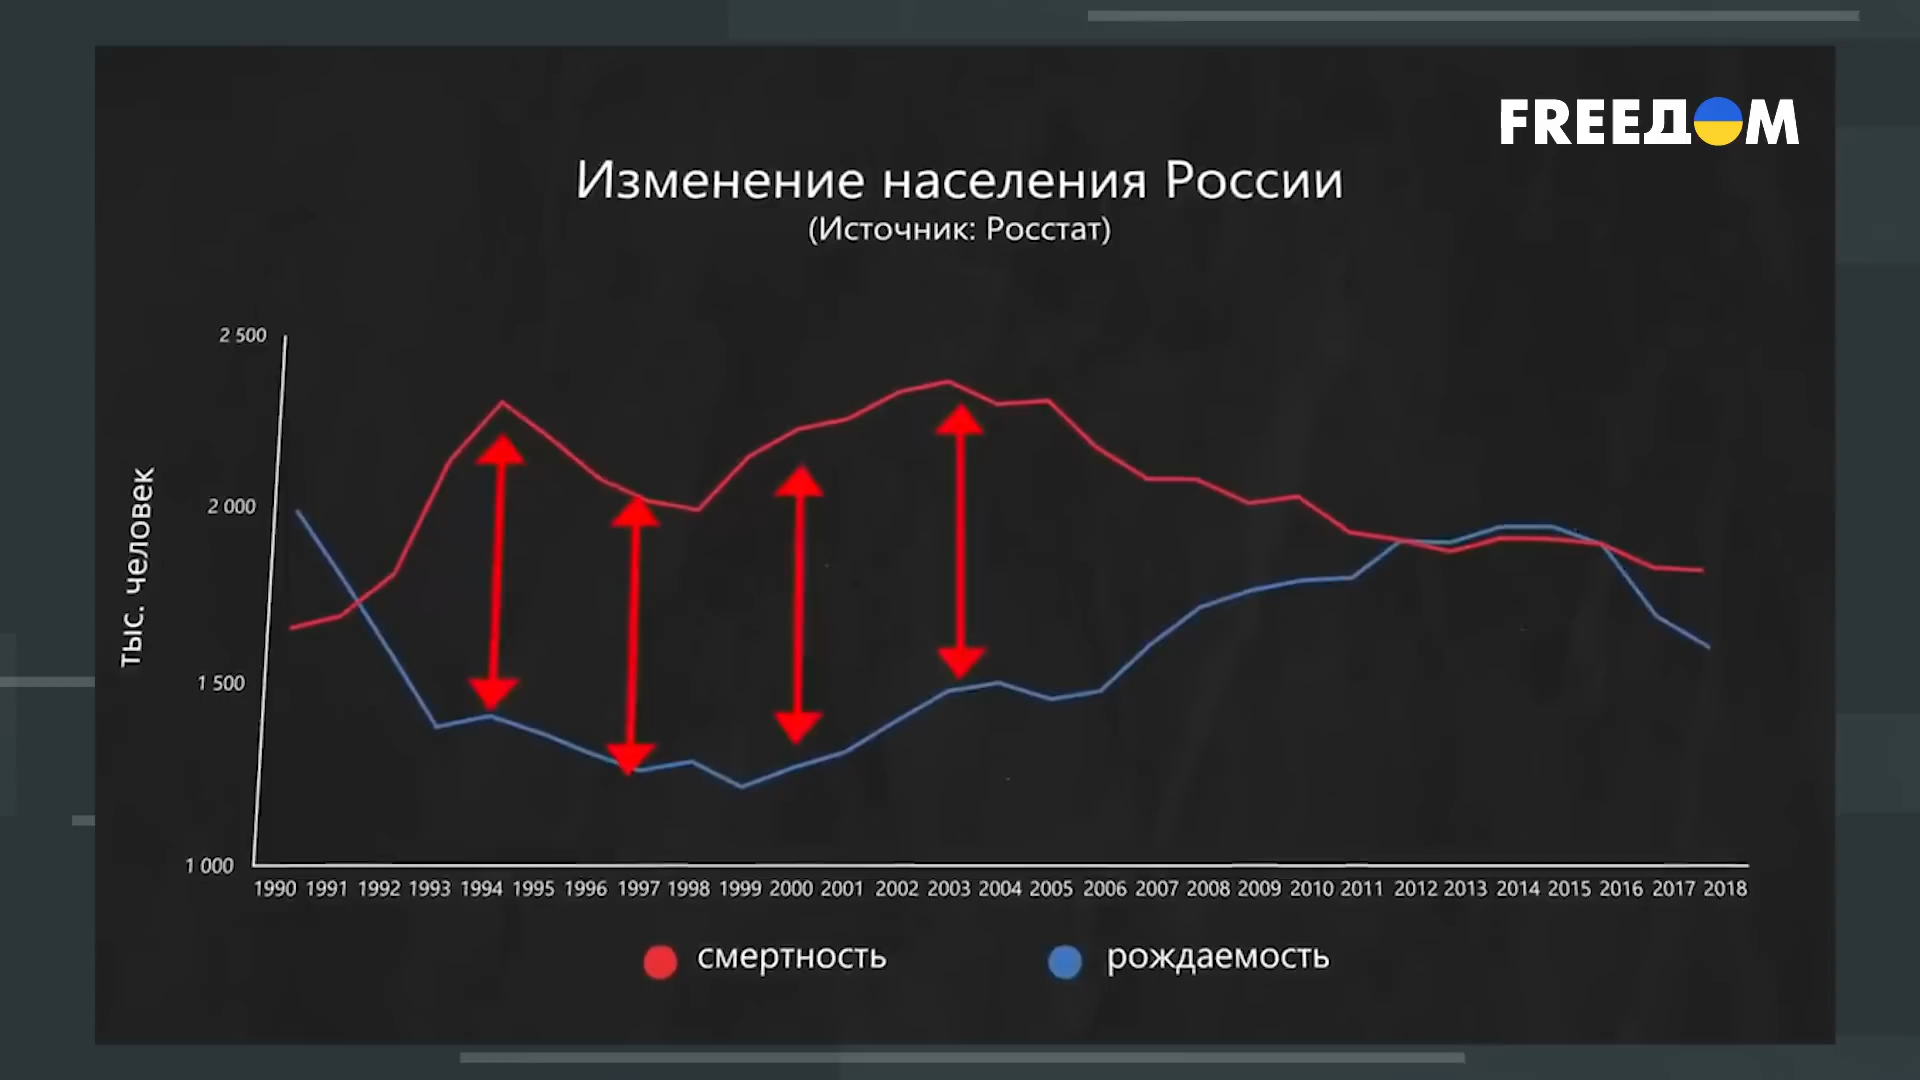 FREEДOM
Изменение населения России
(Источник: Росстат)
2 500
2 000
1 500
1 000
тыс. человек
1990 1991 1992 1993 1994 1995 1996 1997 1998 1999 2000 2001 2002 2003 2004 2005 2006 2007 2008 2009 2010 2011 2012 2013 2014 2015 2016 2017 2018
смертность рождаемость